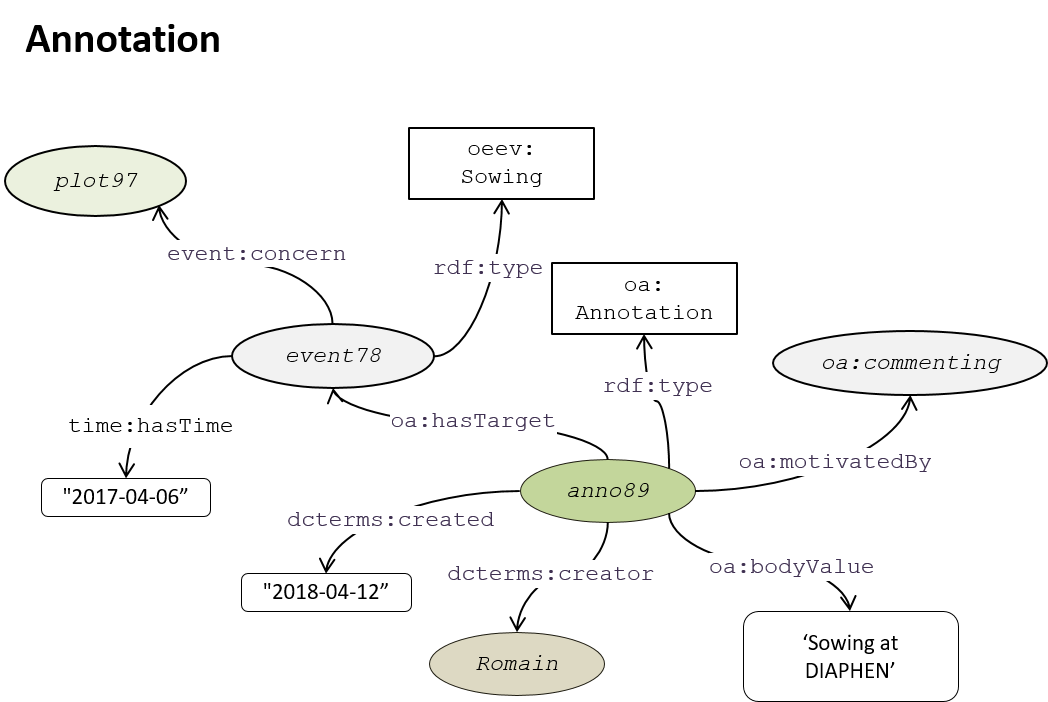 Annotation
oeev:
Sowing
plot97
event:concern
rdf:type
oa:
Annotation
event78
oa:commenting
rdf:type
time:hasTime
oa:hasTarget
oa:motivatedBy
"2017-04-06”
anno89
dcterms:created
dcterms:creator
oa:bodyValue
"2018-04-12”
‘Sowing at
DIAPHEN’
Romain